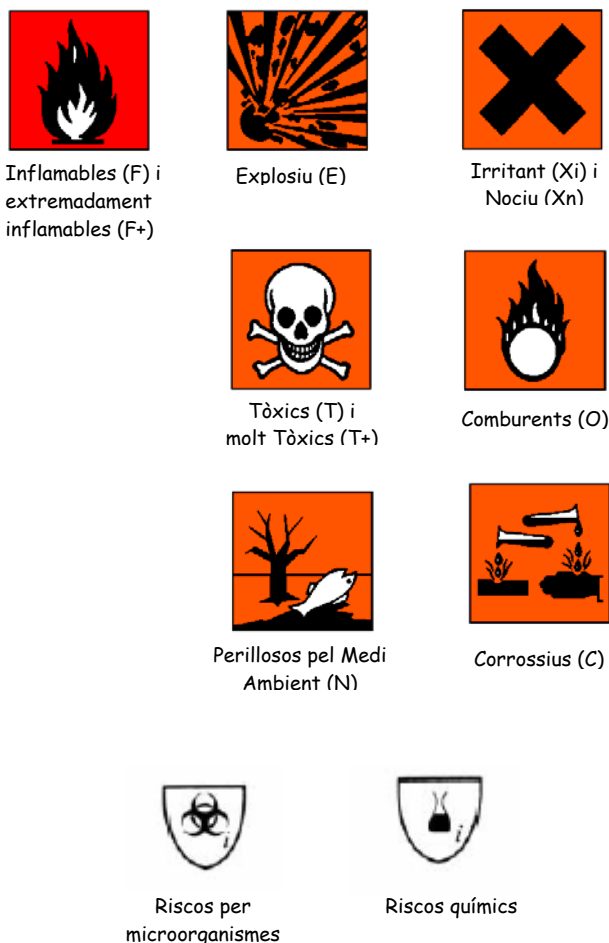 Inflamables (F) i
extremadament
inflamables (F+)
Explosiu (E)
Irritant (Xi) i
Nociu (Xn)
Tòxics (T) i
molt Tòxics (T+)
Comburents (O)
Perillosos pel Medi
Ambient (N)
Corrossius (C)
i
i
Riscos per
microorganismes
Riscos químics